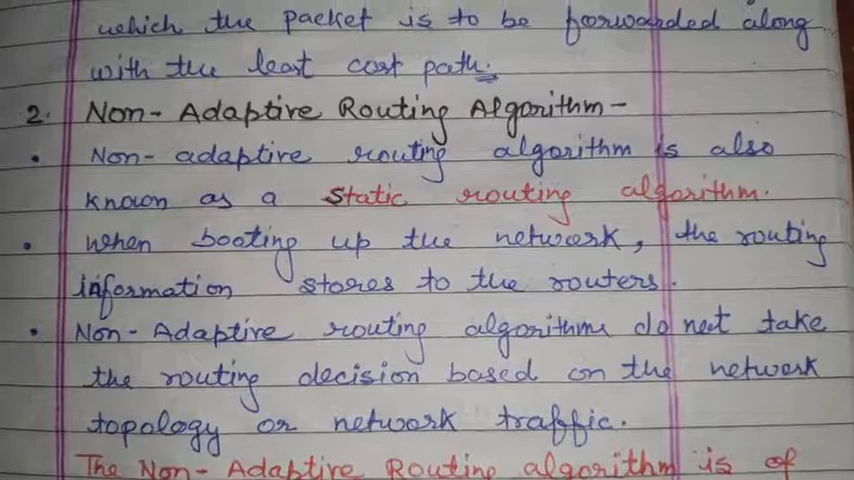 which the packet is to be forwarded along
with the least cost path.
2. Non-Adaptive Routing Algorithm-
• Non-adaptive routing algorithm is also
known as a static routing algorithm.
• when booting up the network, the routing
information stores to the routers.
• Non-Adaptive routing algorithms do not take
the routing decision based on the network
topology or network traffic.
The Non-Adaptive Routing algorithm is of